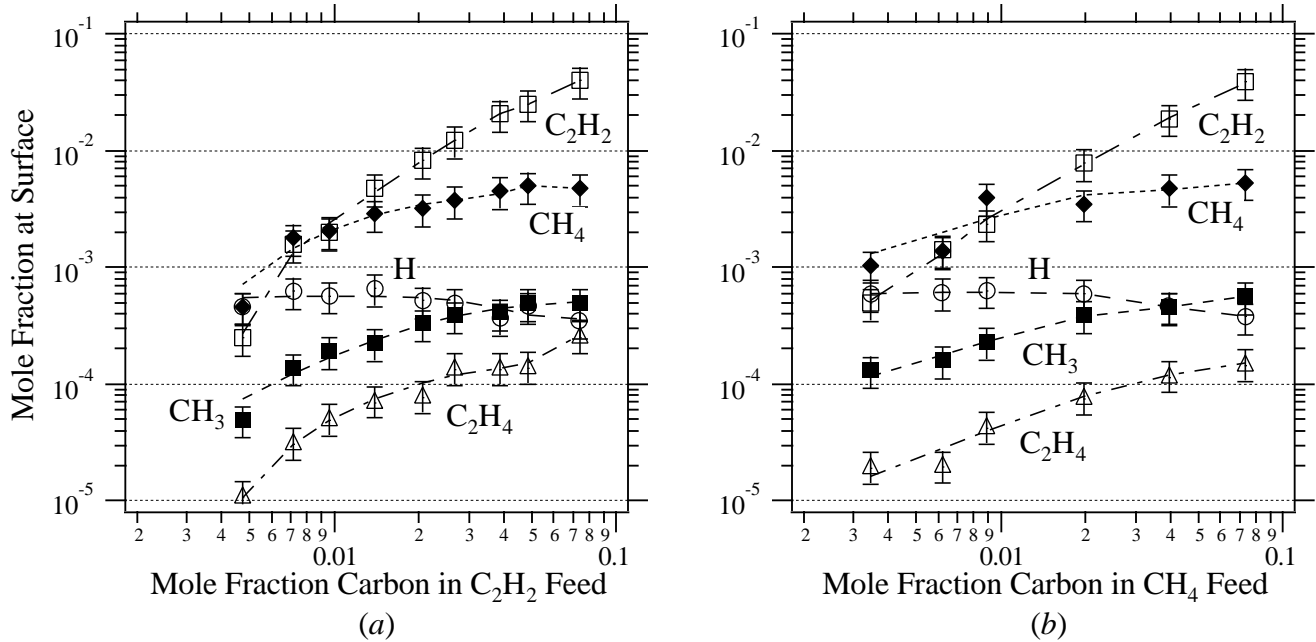 Mole Fraction at Surface
10⁻¹
10⁻²
10⁻³
10⁻⁴
10⁻⁵
C₂H₂
CH₄
H
CH₃
C₂H₄
2 3 4 5 6 7 8 9 2 3 4 5 6 7 8 9
0.01 0.1
Mole Fraction Carbon in C₂H₂ Feed
(a)
10⁻¹
10⁻²
10⁻³
10⁻⁴
10⁻⁵
C₂H₂
CH₄
H
CH₃
C₂H₄
2 3 4 5 6 7 8 9 2 3 4 5 6 7 8 9
0.01 0.1
Mole Fraction Carbon in CH₄ Feed
(b)